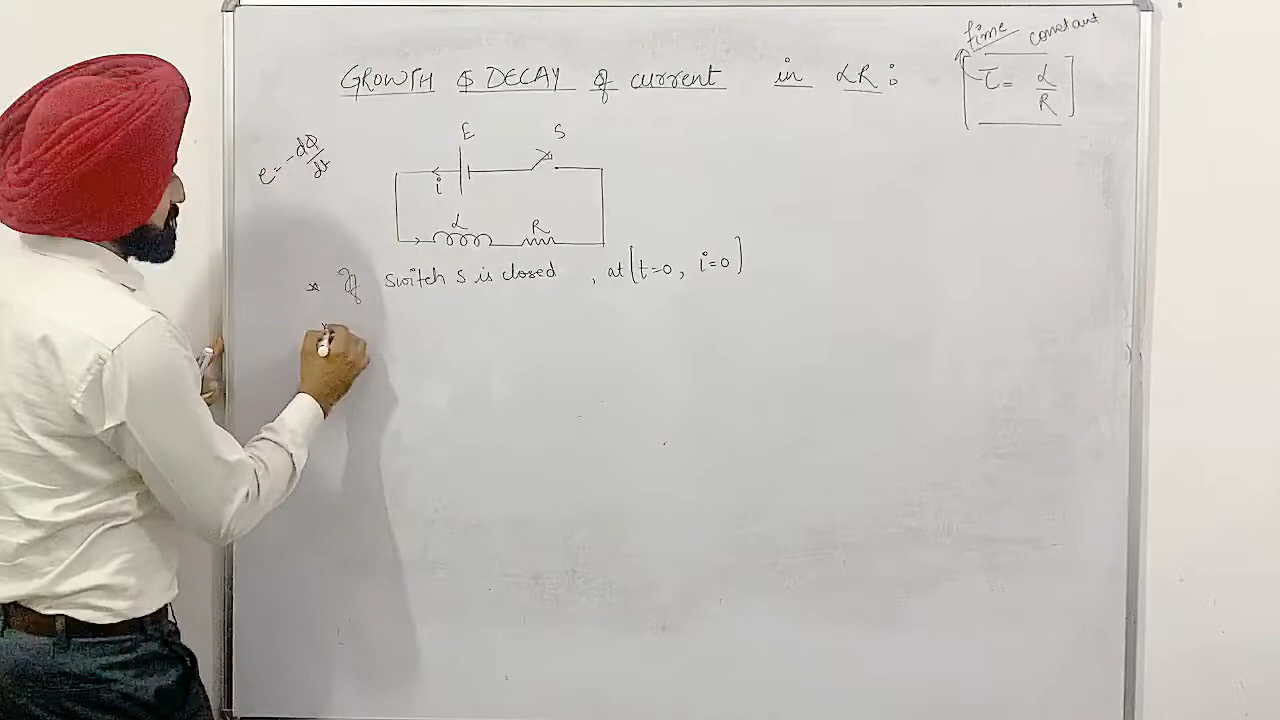 time constant
τ = L/R
GROWTH & DECAY of current in LR :
e = -dΦ/dt
E S
i
L R
* If switch S is closed , at [t=0, i=0]